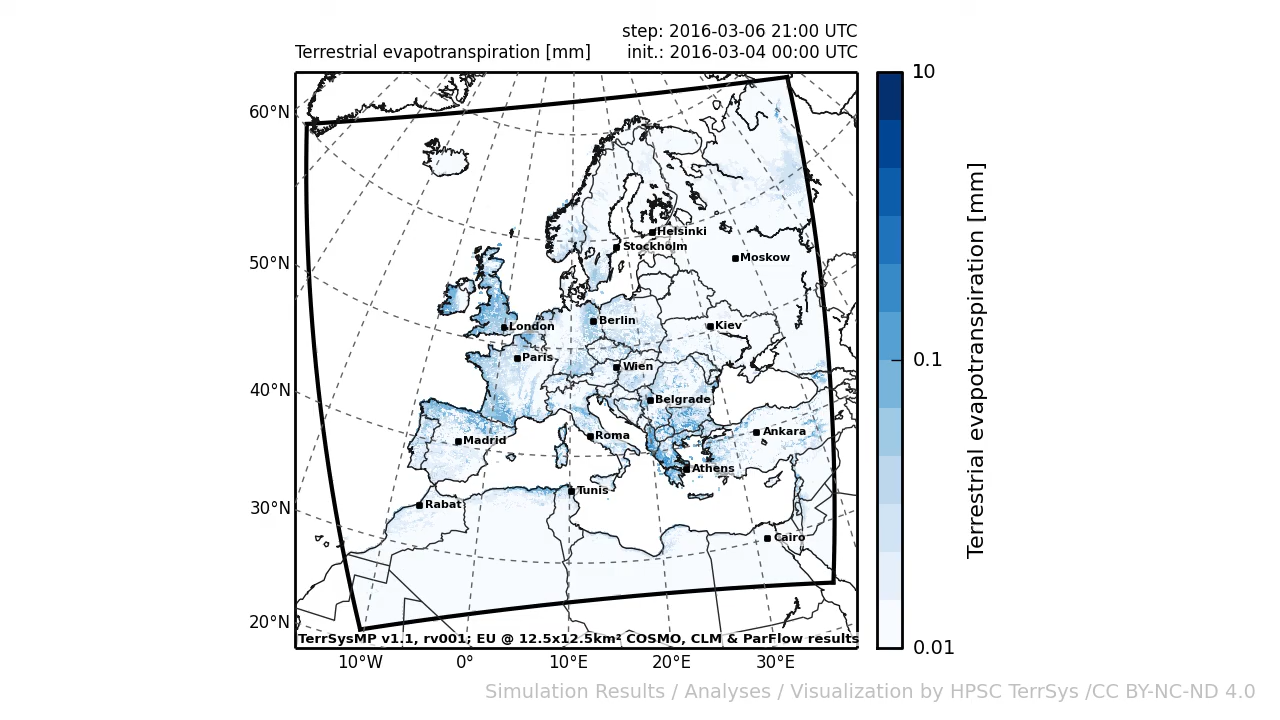 step: 2016-03-06 21:00 UTC
Terrestrial evapotranspiration [mm] init.: 2016-03-04 00:00 UTC
10
60°N
Helsinki
Stockholm
50°N
Moskow
London
Berlin
Kiev
Paris
0.1
Wien
40°N
Belgrade
Ankara
Roma
Madrid
Athens
Tunis
30°N
Rabat
Cairo
20°N
TerrSysMP v1.1, rv001; EU @ 12.5x12.5km² COSMO, CLM & ParFlow results
0.01
10°W 0° 10°E 20°E 30°E
Terrestrial evapotranspiration [mm]
Simulation Results / Analyses / Visualization by HPSC TerrSys /CC BY-NC-ND 4.0